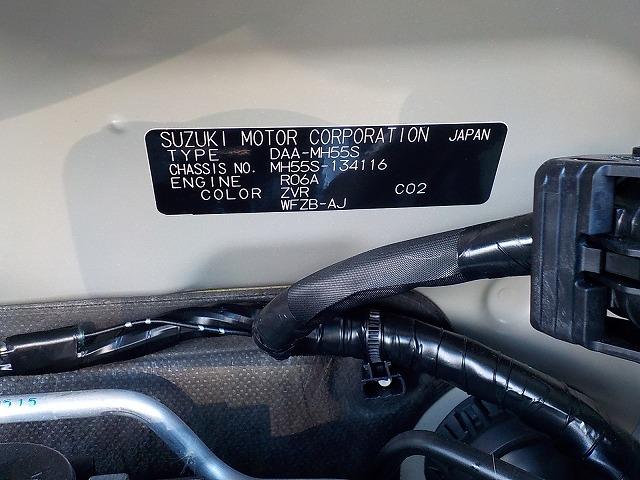 SUZUKI MOTOR CORPORATION JAPAN
TYPE DAA-MH55S
CHASSIS NO. MH55S-134116
ENGINE R06A
COLOR ZVR C02
WFZB-AJ